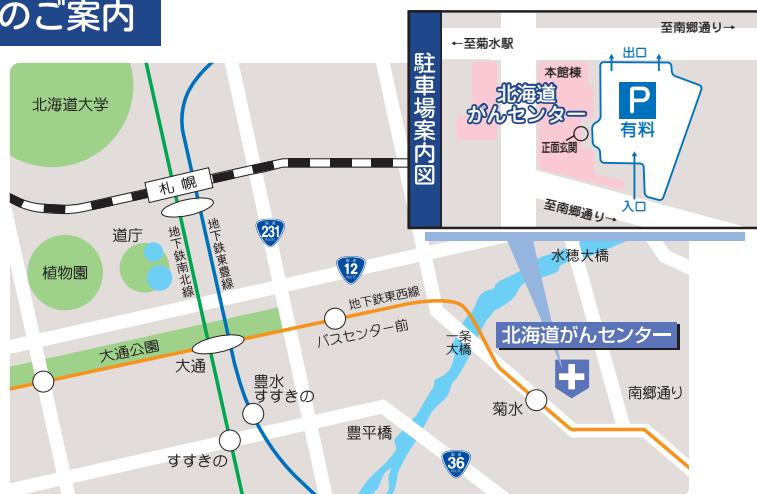 のご案内
北海道大学
札幌
道庁
植物園
地下鉄南北線
地下鉄東豊線
国道
231
国道
12
地下鉄東西線
バスセンター前
大通公園
大通
豊水
すすきの
すすきの
豊平橋
一条
大橋
水穂大橋
北海道がんセンター
菊水
南郷通り
国道
36
駐車場案内図
←至菊水駅
至南郷通り→
出口
本館棟
北海道
がんセンター
P
有料
正面玄関
入口
至南郷通り→